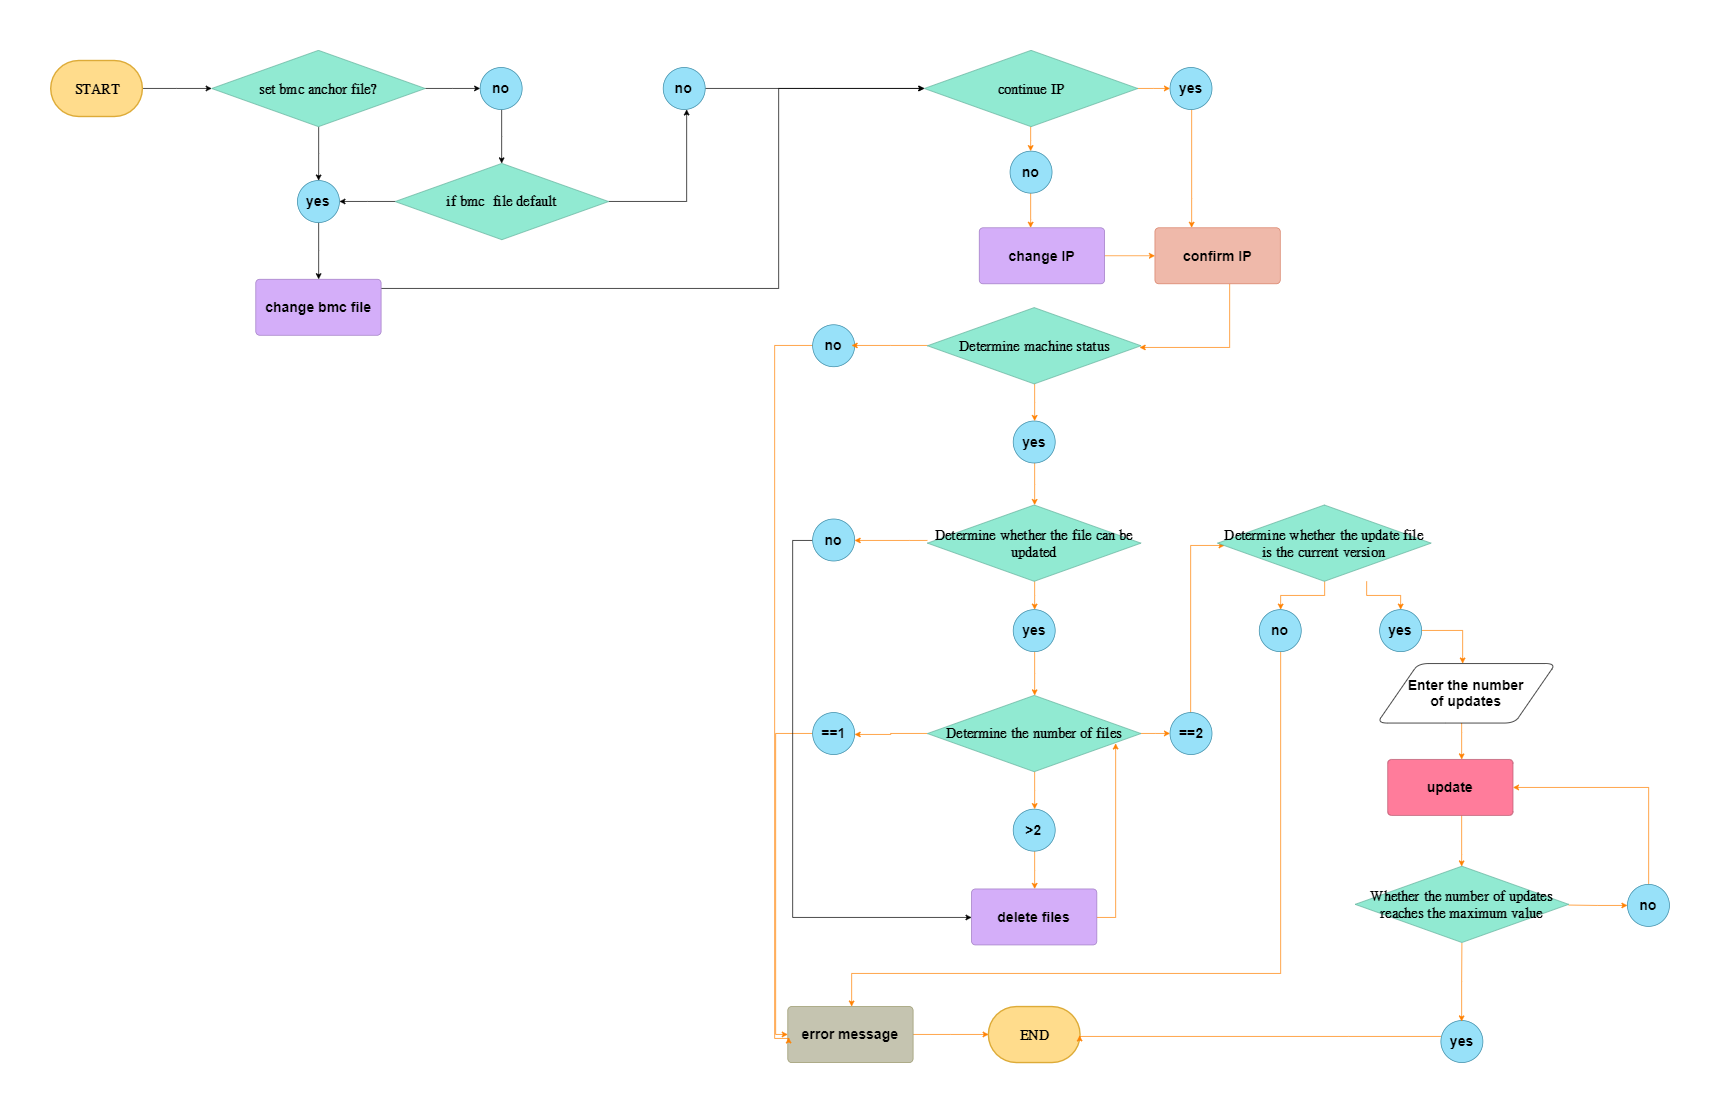 START
set bmc anchor file?
no
no
continue IP
yes
no
yes
if bmc  file default
change IP
confirm IP
change bmc file
no
Determine machine status
yes
no
Determine whether the file can be
updated
Determine whether the update file
is the current version
yes
no
yes
Enter the number
of updates
==1
Determine the number of files
==2
update
>2
delete files
Whether the number of updates
reaches the maximum value
no
error message
END
yes